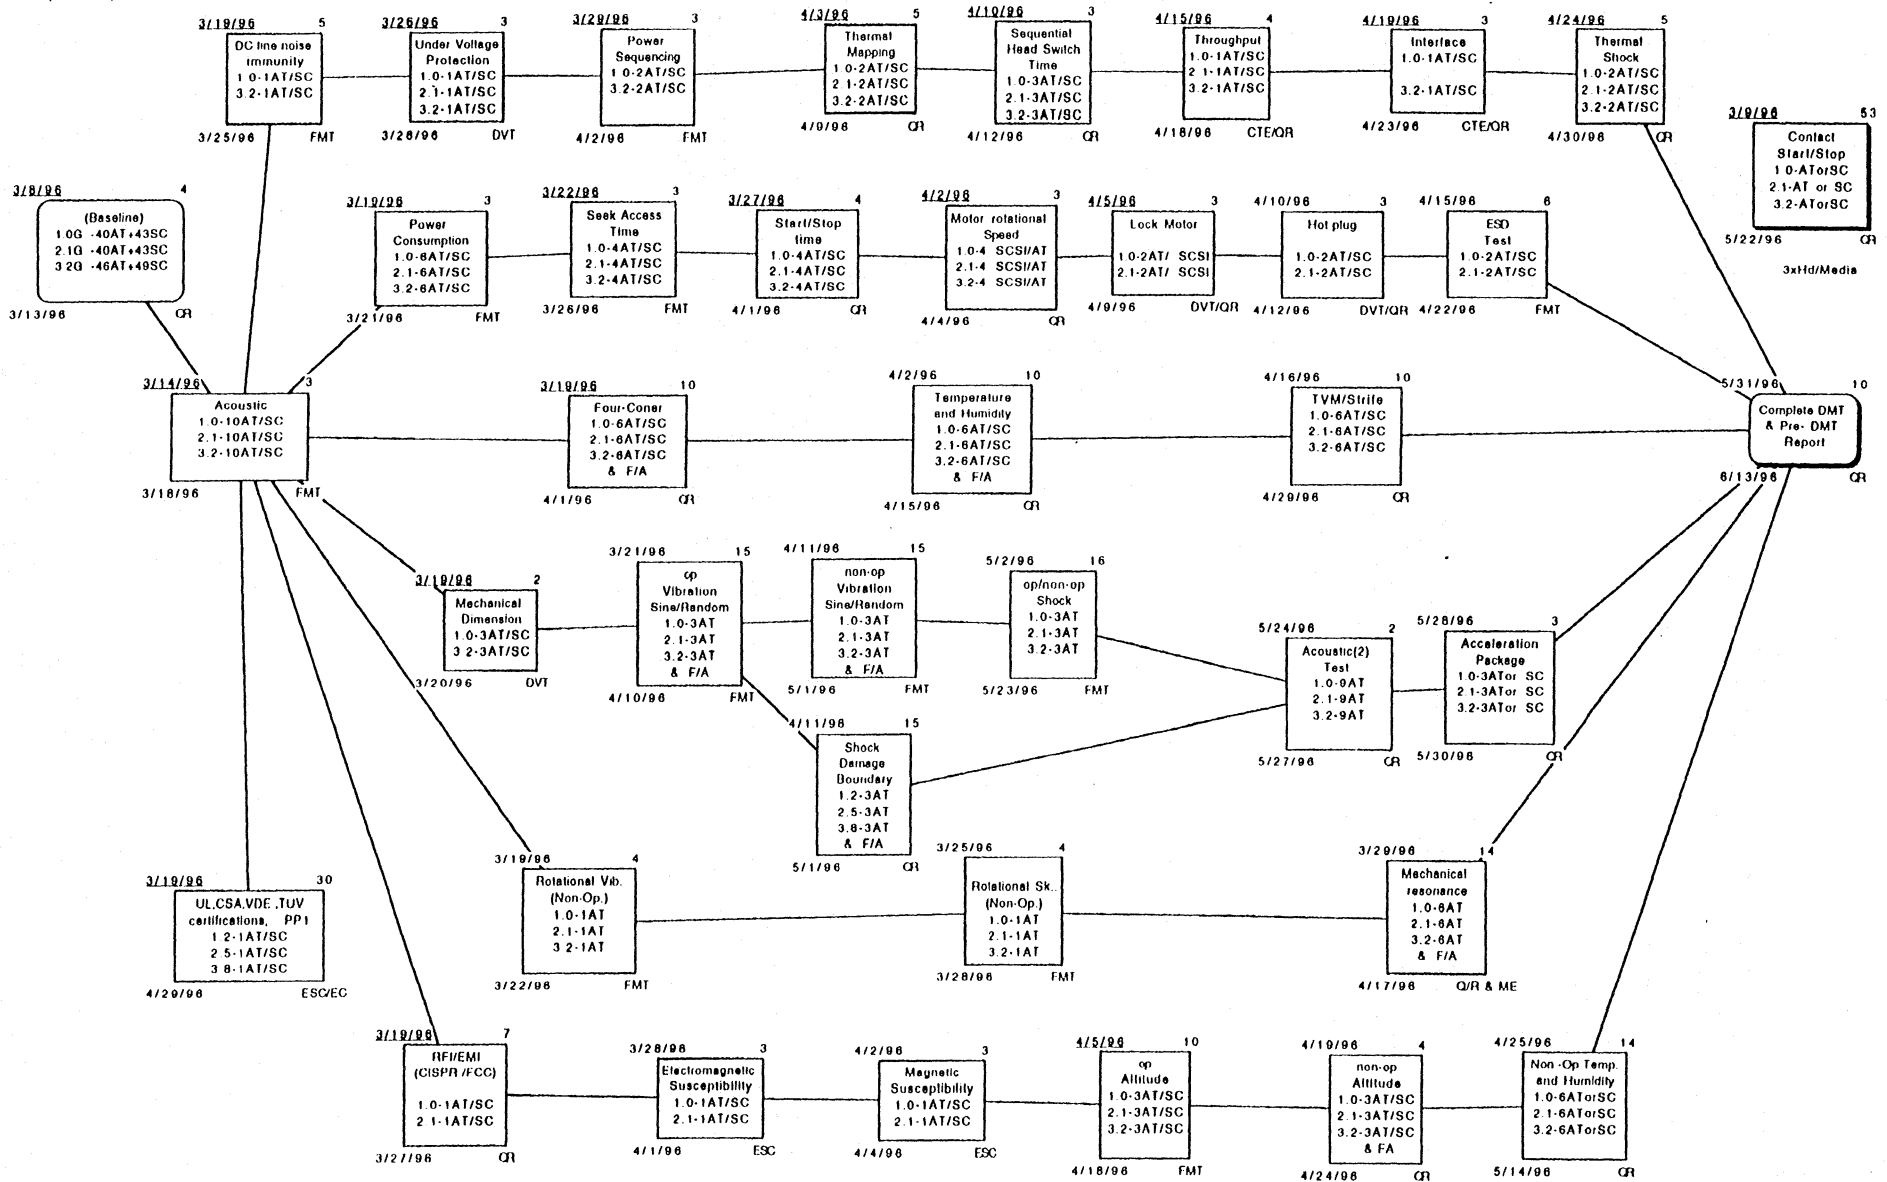 3/19/96 5
DC line noise
immunity
1 0-1AT/SC
3.2-1AT/SC
3/25/96 FMT
3/26/96 3
Under Voltage
Protection
1.0-1AT/SC
2.1-1AT/SC
3.2-1AT/SC
3/28/96 DVT
3/29/96 3
Power
Sequencing
1 0-2AT/SC
3.2-2AT/SC
4/2/96 FMT
4/3/96 5
Thermal
Mapping
1.0-2AT/SC
2.1-2AT/SC
3.2-2AT/SC
4/9/96 QR
4/10/96 3
Sequential
Head Switch
Time
1.0-3AT/SC
2.1-3AT/SC
3.2-3AT/SC
4/12/96 QR
4/15/96 4
Throughput
1.0-1AT/SC
2.1-1AT/SC
3.2-1AT/SC
4/18/96 CTE/QR
4/19/96 3
Interface
1.0-1AT/SC
3.2-1AT/SC
4/23/96 CTE/QR
4/24/96 5
Thermal
Shock
1.0-2AT/SC
2.1-2AT/SC
3.2-2AT/SC
4/30/96 QR
3/9/96 53
Contact
Start/Stop
1 0-ATorSC
2.1-AT or SC
3.2-ATorSC
5/22/96 QR
3xHd/Media
3/8/96 4
(Baseline)
1.0G -40AT+43SC
2.1G -40AT+43SC
3 2G -46AT+49SC
3/13/96 QR
3/19/96 3
Power
Consumption
1.0-6AT/SC
2.1-6AT/SC
3.2-6AT/SC
3/21/96 FMT
3/22/96 3
Seek Access
Time
1.0-4AT/SC
2.1-4AT/SC
3.2-4AT/SC
3/26/96 FMT
3/27/96 4
Start/Stop
time
1.0-4AT/SC
2.1-4AT/SC
3.2-4AT/SC
4/1/96 QR
4/2/96 3
Motor rotational
Speed
1.0-4 SCSI/AT
2.1-4 SCSI/AT
3.2-4 SCSI/AT
4/4/96 QR
4/5/96 3
Lock Motor
1.0-2AT/ SCSI
2.1-2AT/ SCSI
4/9/96 DVT/QR
4/10/96 3
Hot plug
1.0-2AT/SC
2.1-2AT/SC
4/12/96 DVT/QR
4/15/96 6
ESD
Test
1.0-2AT/SC
2.1-2AT/SC
4/22/96 FMT
3/14/96 3
Acoustic
1.0-10AT/SC
2.1-10AT/SC
3.2-10AT/SC
3/18/96 FMT
3/19/96 10
Four-Coner
1.0-6AT/SC
2.1-6AT/SC
3.2-6AT/SC
& F/A
4/1/96 QR
4/2/96 10
Temperature
and Humidity
1.0-6AT/SC
2.1-6AT/SC
3.2-6AT/SC
& F/A
4/15/96 QR
4/16/96 10
TVM/Strife
1.0-6AT/SC
2.1-6AT/SC
3.2-6AT/SC
4/29/96 QR
5/31/96 10
Complete DMT
& Pre- DMT
Report
6/13/96 QR
3/19/96 2
Mechanical
Dimension
1.0-3AT/SC
3 2-3AT/SC
3/20/96 DVT
3/21/96 15
op
Vibration
Sine/Random
1.0-3AT
2.1-3AT
3.2-3AT
& F/A
4/10/96 FMT
4/11/96 15
non-op
Vibration
Sine/Random
1.0-3AT
2.1-3AT
3.2-3AT
& F/A
5/1/96 FMT
5/2/96 16
op/non-op
Shock
1.0-3AT
2.1-3AT
3.2-3AT
5/23/96 FMT
5/24/96 2
Acoustic(2)
Test
1.0-9AT
2.1-9AT
3.2-9AT
5/27/96 QR
5/28/96 3
Acceleration
Package
1.0-3ATor SC
2.1-3ATor SC
3.2-3ATor SC
5/30/96 QR
4/11/96 15
Shock
Damage
Boundary
1.2-3AT
2.5-3AT
3.8-3AT
& F/A
5/1/96 QR
3/19/96 30
UL,CSA,VDE ,TUV
certifications, PP1
1.2-1AT/SC
2.5-1AT/SC
3 8-1AT/SC
4/29/96 ESC/EC
3/19/96 4
Rotational Vib.
(Non-Op.)
1.0-1AT
2.1-1AT
3 2-1AT
3/22/96 FMT
3/25/96 4
Rotational Sk..
(Non-Op.)
1.0-1AT
2.1-1AT
3.2-1AT
3/28/96 FMT
3/29/96 14
Mechanical
resonance
1.0-6AT
2.1-6AT
3.2-6AT
& F/A
4/17/96 Q/R & ME
3/19/96 7
RFI/EMI
(CISPR /FCC)
1.0-1AT/SC
2 1-1AT/SC
3/27/96 QR
3/28/96 3
Electromagnetic
Susceptibility
1.0-1AT/SC
2.1-1AT/SC
4/1/96 ESC
4/2/96 3
Magnetic
Susceptibility
1.0-1AT/SC
2.1-1AT/SC
4/4/96 ESC
4/5/96 10
op
Altitude
1.0-3AT/SC
2.1-3AT/SC
3.2-3AT/SC
4/18/96 FMT
4/19/96 4
non-op
Altitude
1.0-3AT/SC
2.1-3AT/SC
3.2-3AT/SC
& FA
4/24/96 QR
4/25/96 14
Non -Op Temp.
and Humidity
1.0-6ATorSC
2.1-6ATorSC
3.2-6ATorSC
5/14/96 QR